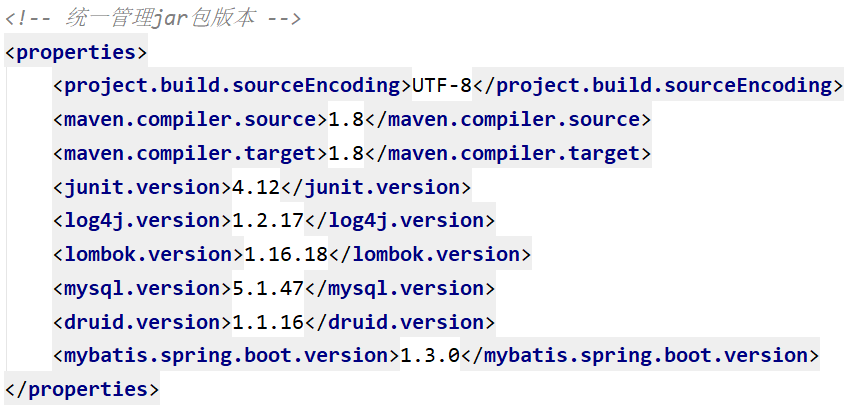 <!-- 统一管理jar包版本 -->
<properties>
<project.build.sourceEncoding>UTF-8</project.build.sourceEncoding>
<maven.compiler.source>1.8</maven.compiler.source>
<maven.compiler.target>1.8</maven.compiler.target>
<junit.version>4.12</junit.version>
<log4j.version>1.2.17</log4j.version>
<lombok.version>1.16.18</lombok.version>
<mysql.version>5.1.47</mysql.version>
<druid.version>1.1.16</druid.version>
<mybatis.spring.boot.version>1.3.0</mybatis.spring.boot.version>
</properties>